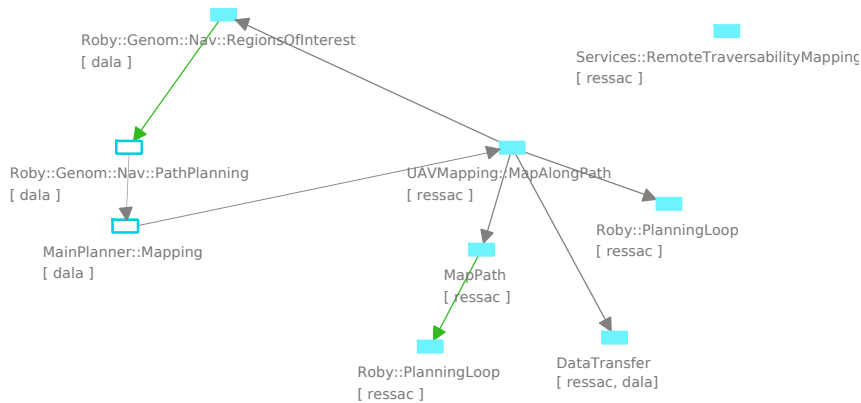 Roby::Genom::Nav::RegionsOfInterest
[ dala ]
Services::RemoteTraversabilityMapping
[ ressac ]
Roby::Genom::Nav::PathPlanning
[ dala ]
UAVMapping::MapAlongPath
[ ressac ]
MainPlanner::Mapping
[ dala ]
Roby::PlanningLoop
[ ressac ]
MapPath
[ ressac ]
Roby::PlanningLoop
[ ressac ]
DataTransfer
[ ressac, dala]